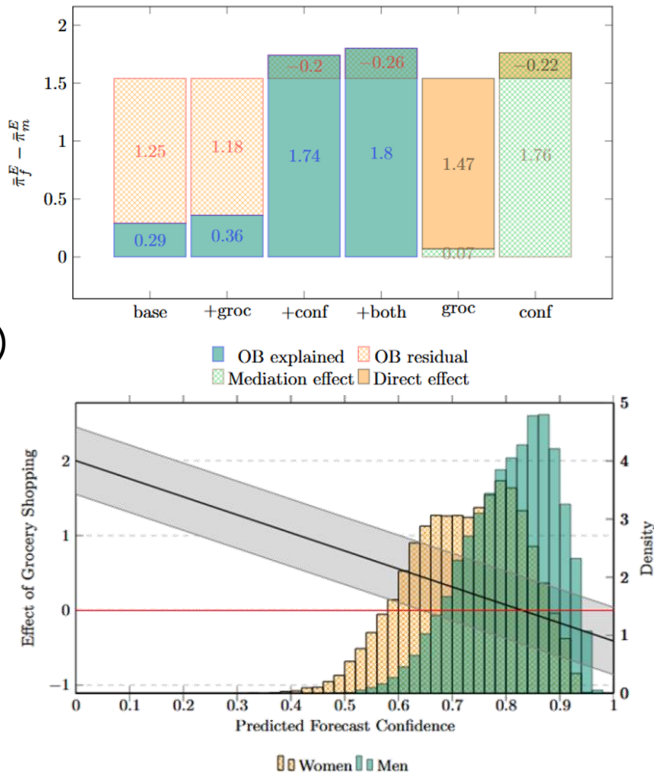 2
1.5
1
0.5
0
π̄_f^E − π̄_m^E
1.25
1.18
−0.2
−0.26
−0.22
1.74
1.8
1.47
1.76
0.29
0.36
0.07
base
+groc
+conf
+both
groc
conf
)
OB explained
OB residual
Mediation effect
Direct effect
Effect of Grocery Shopping
2
1
0
−1
5
4
3
2
1
0
Density
0
0.1
0.2
0.3
0.4
0.5
0.6
0.7
0.8
0.9
1
Predicted Forecast Confidence
Women
Men